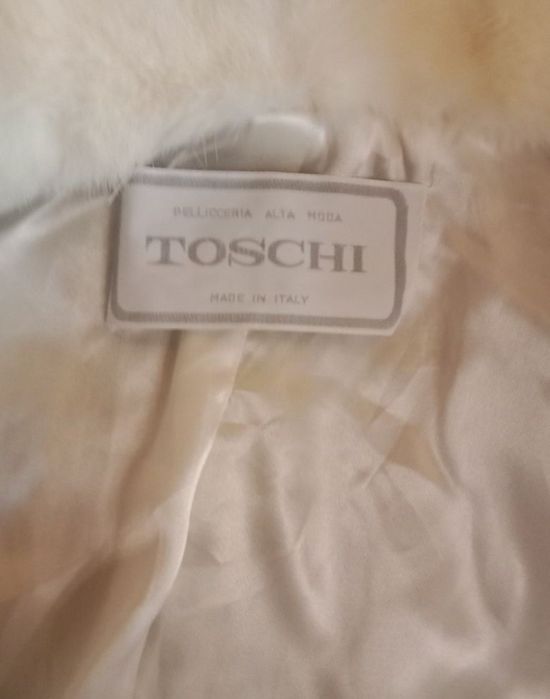 PELLICCERIA ALTA MODA
TOSCHI
MADE IN ITALY